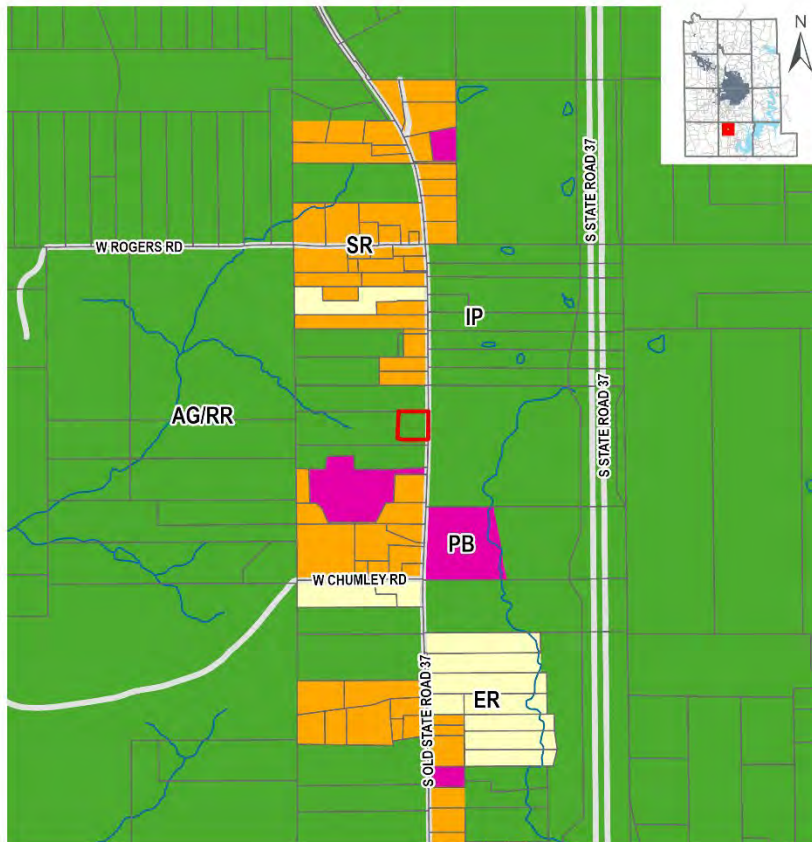 N
S STATE ROAD 37
W ROGERS RD
SR
IP
AG/RR
S STATE ROAD 37
PB
W CHUMLEY RD
ER
S OLD STATE ROAD 37